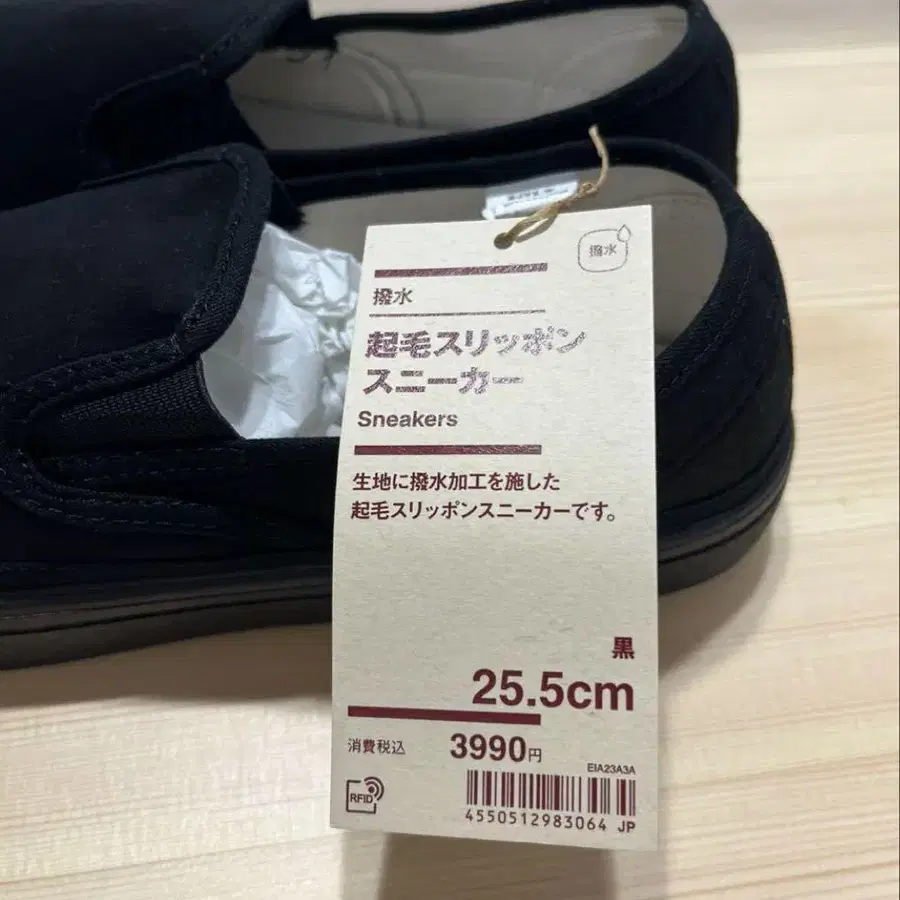 撥水
撥水
起毛スリッポン
スニーカー
Sneakers
生地に撥水加工を施した
起毛スリッポンスニーカーです。
黒
25.5cm
消費税込 3990円
EIA23A3A
RFID
4550512983064 JP